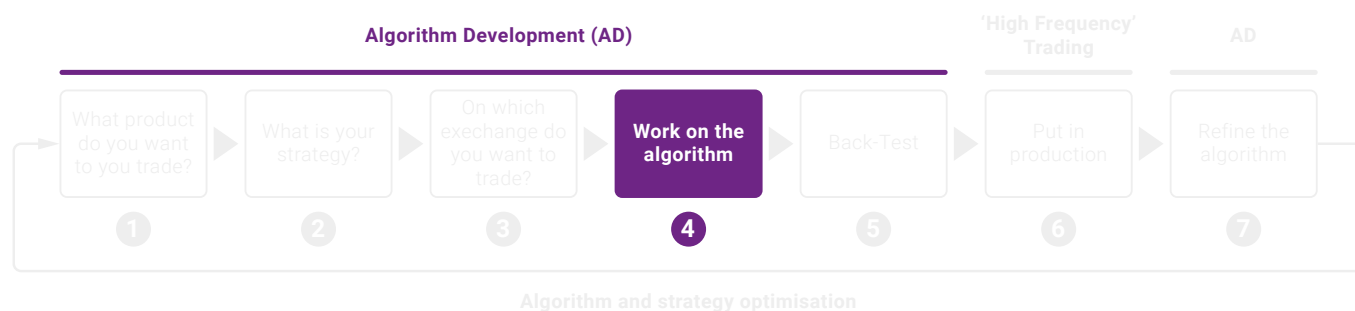 Algorithm Development (AD)
‘High Frequency’
Trading
AD
What product
do you want
to you trade?
What is your
strategy?
On which
exechange do
you want to
trade?
Work on the
algorithm
Back-Test
Put in
production
Refine the
algorithm
1
2
3
4
5
6
7
Algorithm and strategy optimisation